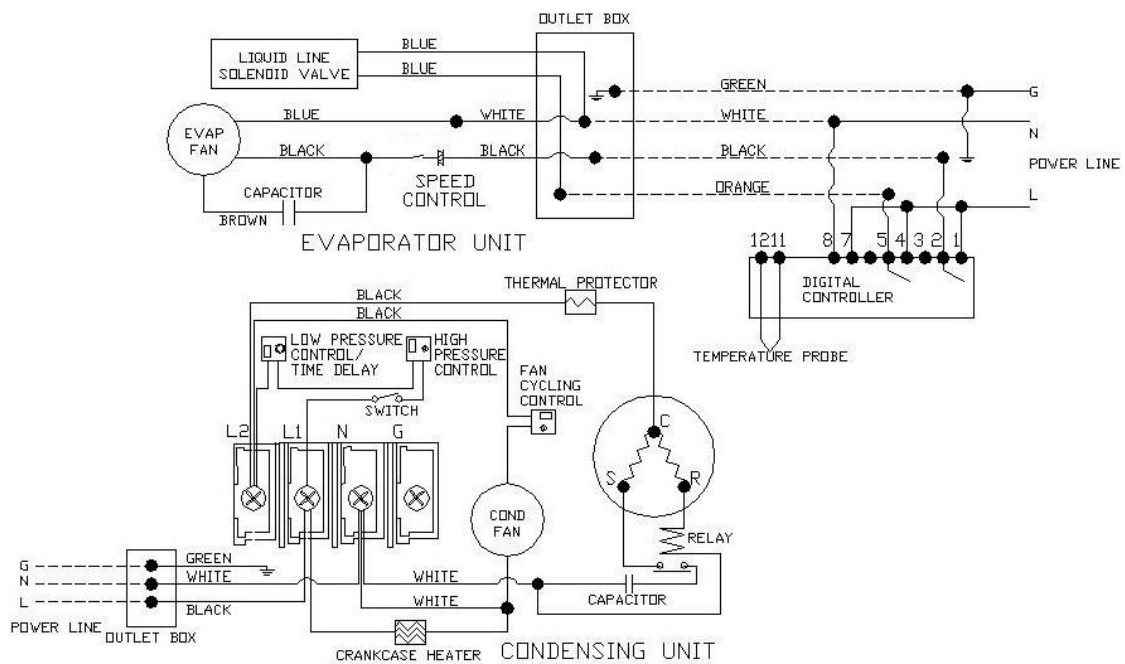 OUTLET BOX
BLUE
LIQUID LINE
SOLENOID VALVE
BLUE
GREEN
G
BLUE
WHITE
WHITE
N
EVAP
FAN
BLACK
BLACK
BLACK
POWER LINE
SPEED
CONTROL
ORANGE
CAPACITOR
L
BROWN
EVAPORATOR UNIT
12 11 8 7 5 4 3 2 1
DIGITAL
CONTROLLER
THERMAL PROTECTOR
BLACK
BLACK
TEMPERATURE PROBE
LOW PRESSURE
CONTROL/
TIME DELAY
HIGH
PRESSURE
CONTROL
FAN
CYCLING
CONTROL
SWITCH
L2 L1 N G
C
S R
COND
FAN
RELAY
G
GREEN
N
WHITE
WHITE
L
BLACK
WHITE
CAPACITOR
POWER LINE
OUTLET BOX
CRANKCASE HEATER
CONDENSING UNIT